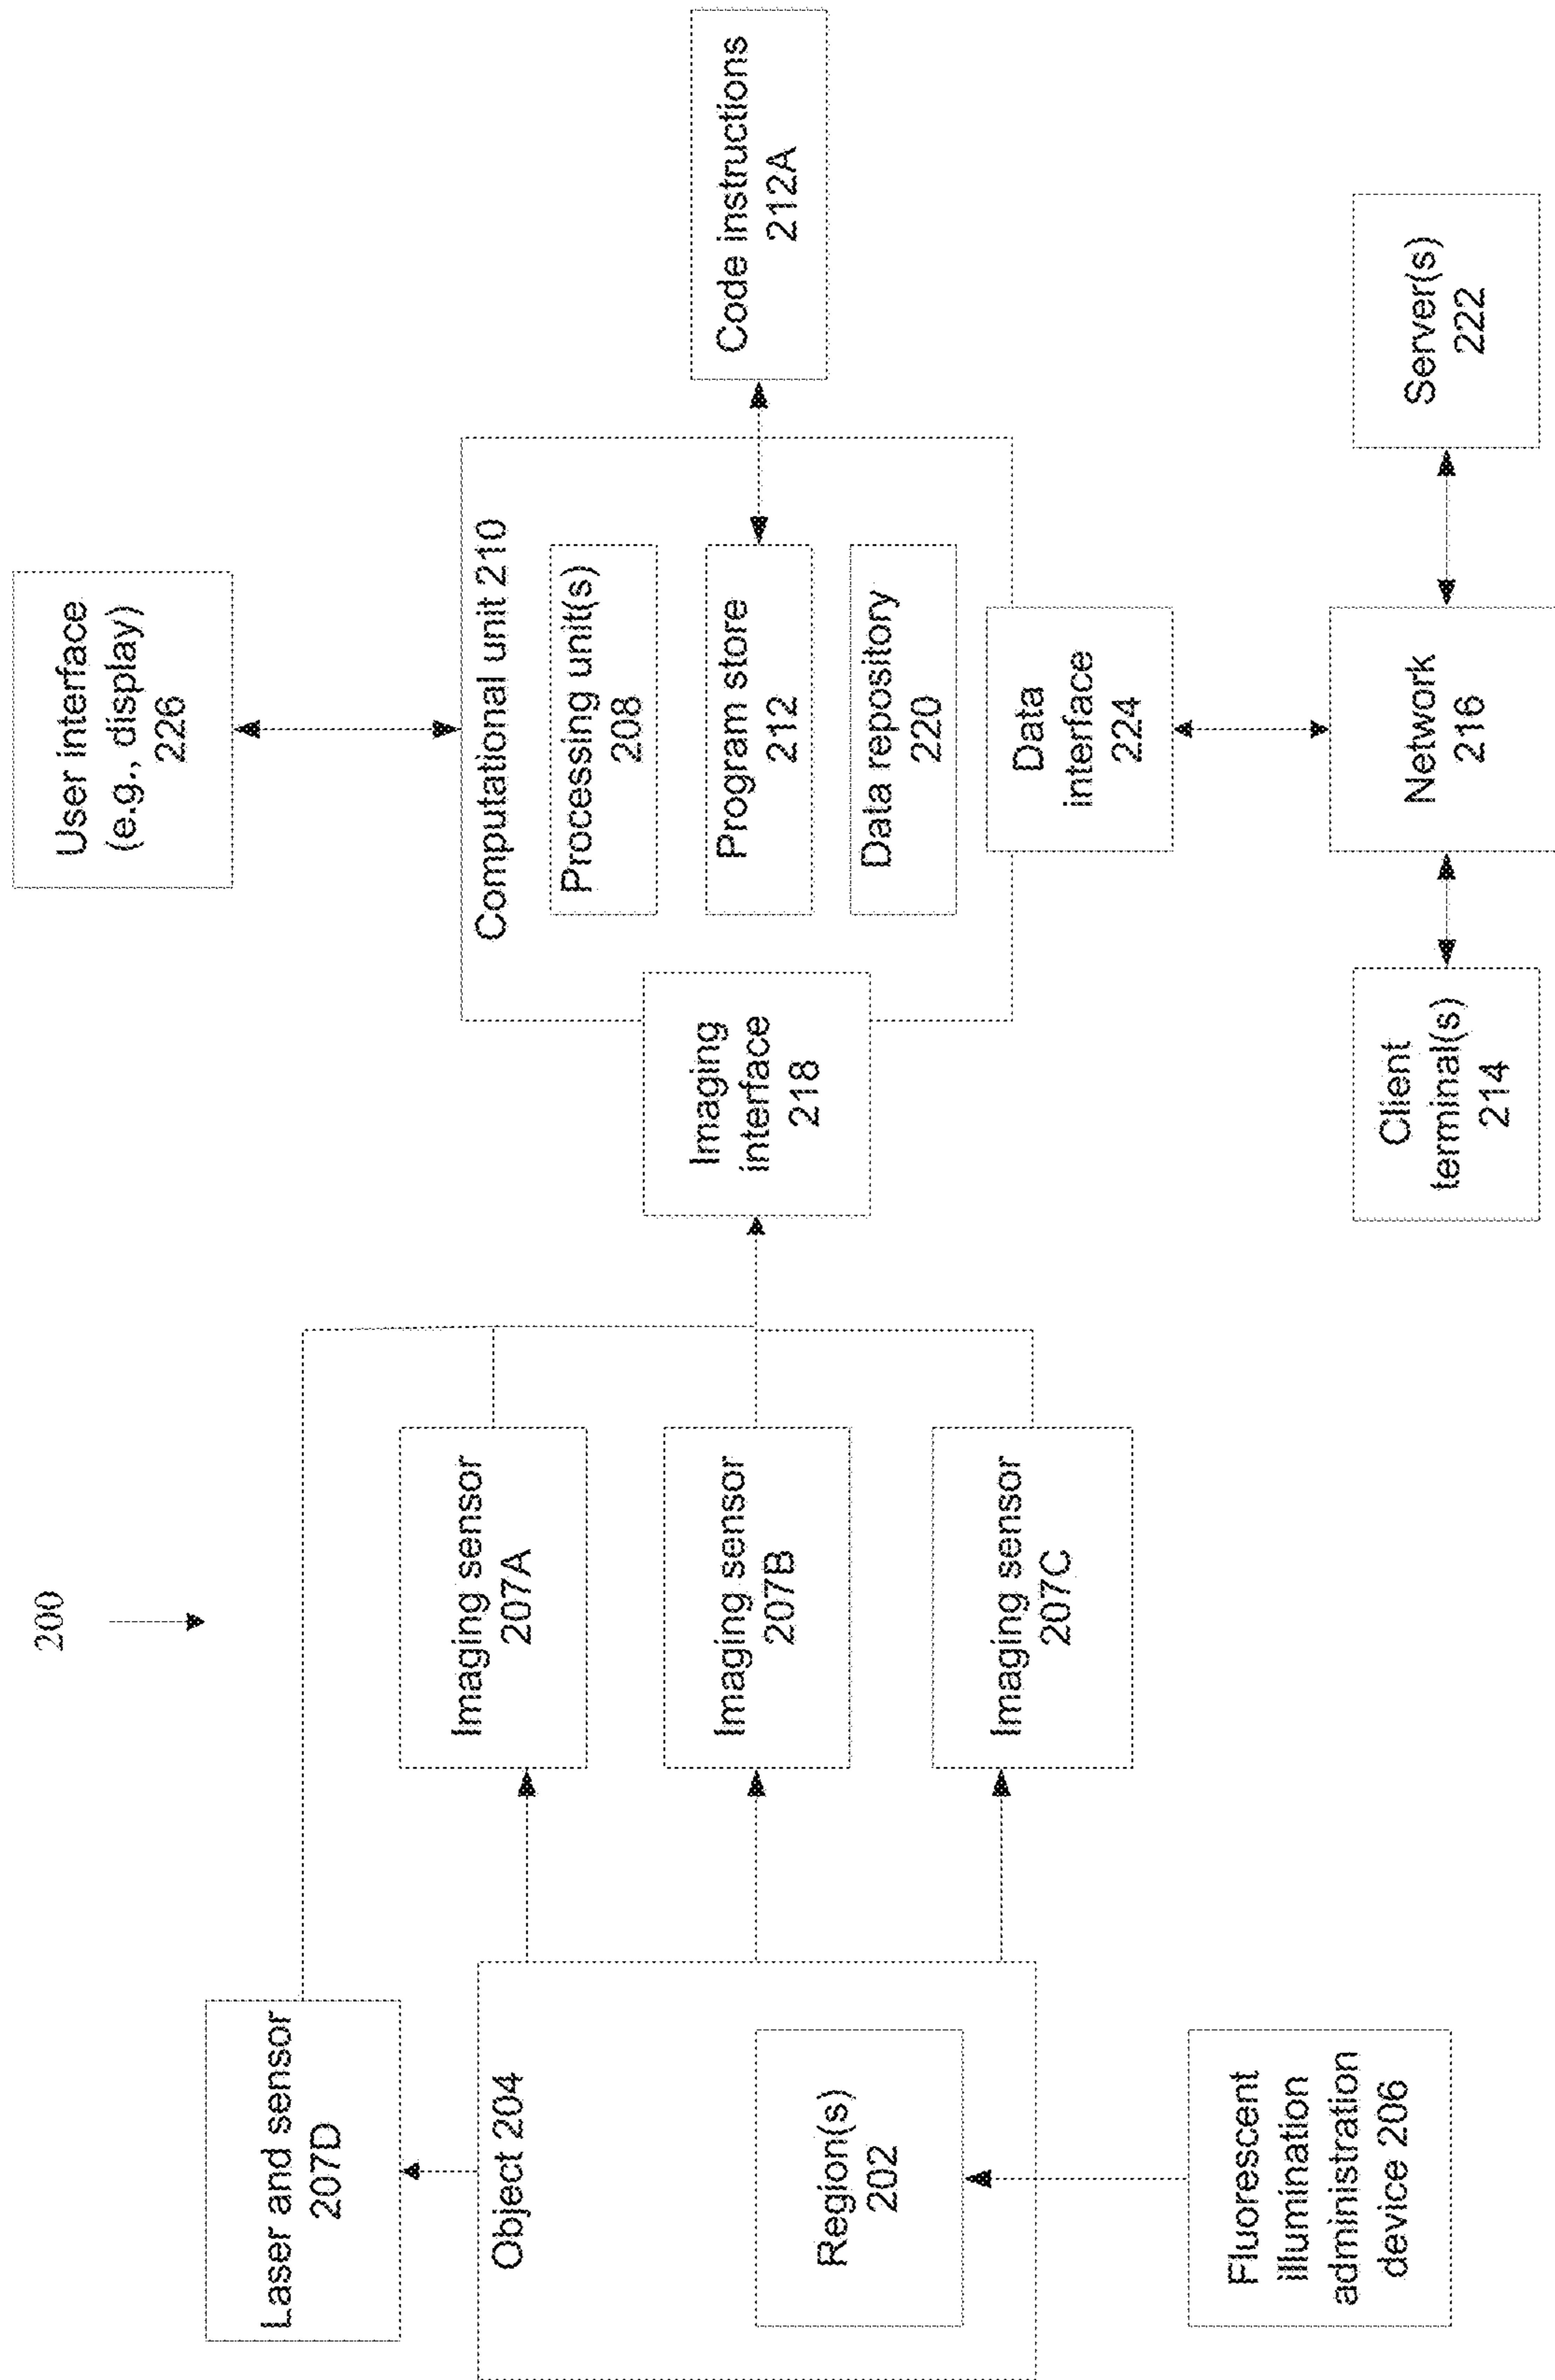 200
Laser and sensor
207D
Object 204
Region(s)
202
Fluorescent
illumination
administration
device 206
Imaging sensor
207A
Imaging sensor
207B
Imaging sensor
207C
Imaging
interface
218
User interface
(e.g., display)
226
Computational unit 210
Processing unit(s)
208
Program store
212
Data repository
220
Data
interface
224
Code instructions
212A
Client
terminal(s)
214
Network
216
Server(s)
222